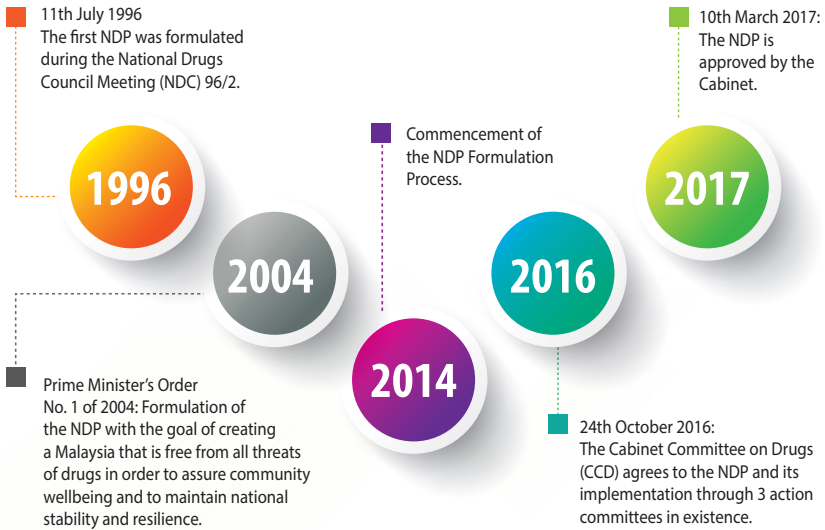 11th July 1996
The first NDP was formulated
during the National Drugs
Council Meeting (NDC) 96/2.
1996
Prime Minister's Order
No. 1 of 2004: Formulation of
the NDP with the goal of creating
a Malaysia that is free from all threats
of drugs in order to assure community
wellbeing and to maintain national
stability and resilience.
2004
Commencement of
the NDP Formulation
Process.
2014
24th October 2016:
The Cabinet Committee on Drugs
(CCD) agrees to the NDP and its
implementation through 3 action
committees in existence.
2016
10th March 2017:
The NDP is
approved by the
Cabinet.
2017